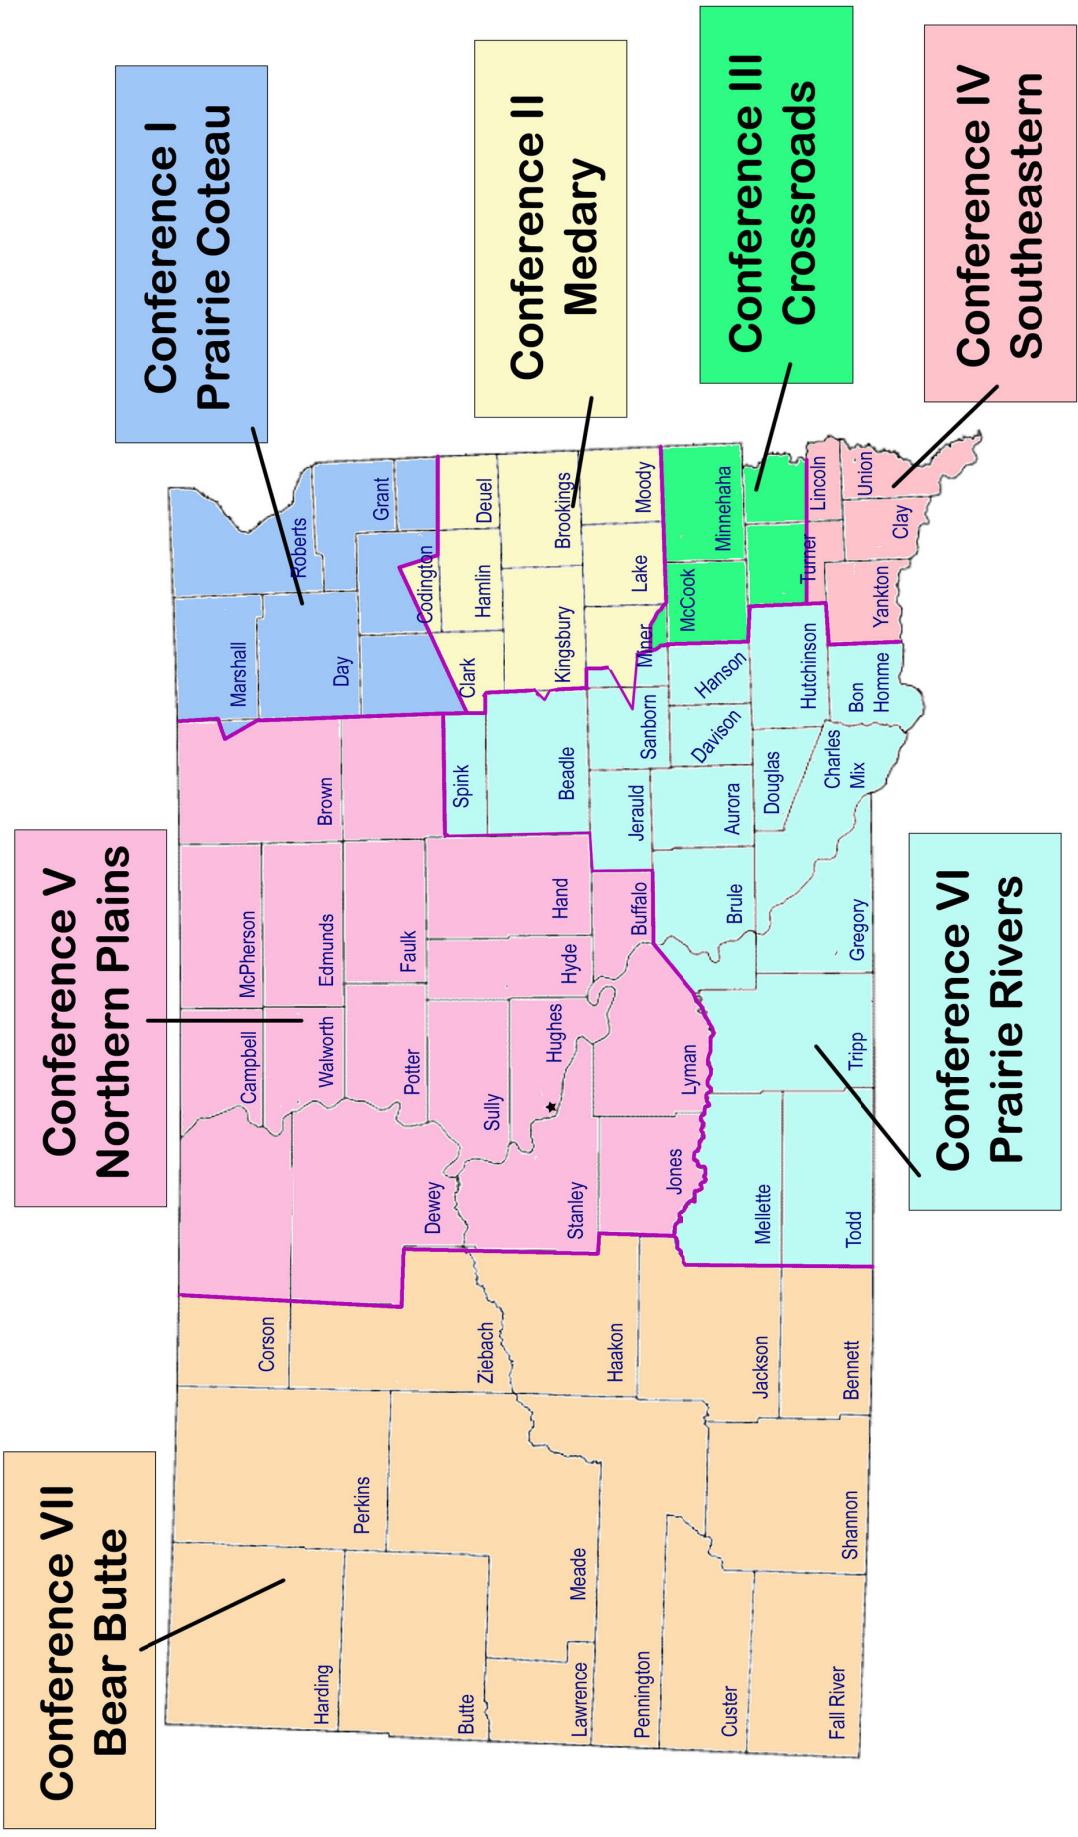 Conference VII
Bear Butte
Conference V
Northern Plains
Conference I
Prairie Coteau
Conference II
Medary
Conference III
Crossroads
Conference IV
Southeastern
Conference VI
Prairie Rivers
Harding
Perkins
Corson
Campbell
McPherson
Brown
Marshall
Roberts
Butte
Ziebach
Dewey
Walworth
Edmunds
Day
Grant
Potter
Faulk
Spink
Clark
Codington
Deuel
Hamlin
Lawrence
Meade
Haakon
Stanley
Sully
Hughes
Hyde
Hand
Beadle
Kingsbury
Brookings
Pennington
Jackson
Jones
Lyman
Buffalo
Jerauld
Sanborn
Miner
Lake
Moody
Custer
Mellette
Brule
Aurora
Davison
Hanson
McCook
Minnehaha
Fall River
Shannon
Bennett
Todd
Tripp
Gregory
Charles
Mix
Douglas
Hutchinson
Turner
Lincoln
Bon
Homme
Yankton
Clay
Union